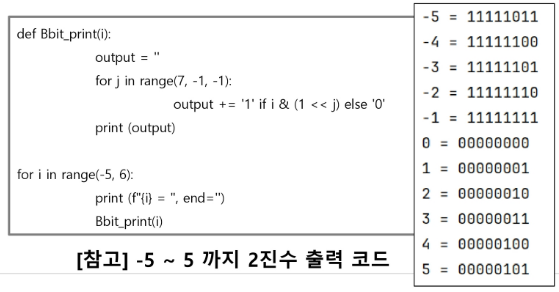 def Bbit_print(i):
output = "
for j in range(7, -1, -1):
output += '1' if i & (1 << j) else '0'
print (output)
for i in range(-5, 6):
print (f"{i} = ", end='')
Bbit_print(i)
[참고] -5 ~ 5 까지 2진수 출력 코드
-5 = 11111011
-4 = 11111100
-3 = 11111101
-2 = 11111110
-1 = 11111111
0 = 00000000
1 = 00000001
2 = 00000010
3 = 00000011
4 = 00000100
5 = 00000101